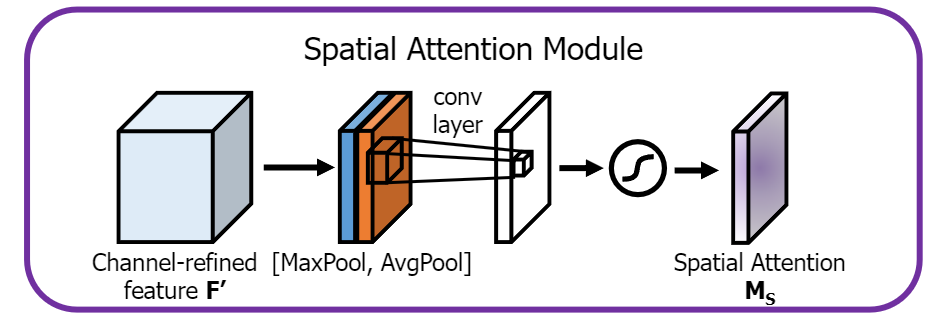 Spatial Attention Module
conv
layer
Channel-refined
feature F’
[MaxPool, AvgPool]
Spatial Attention
Ms